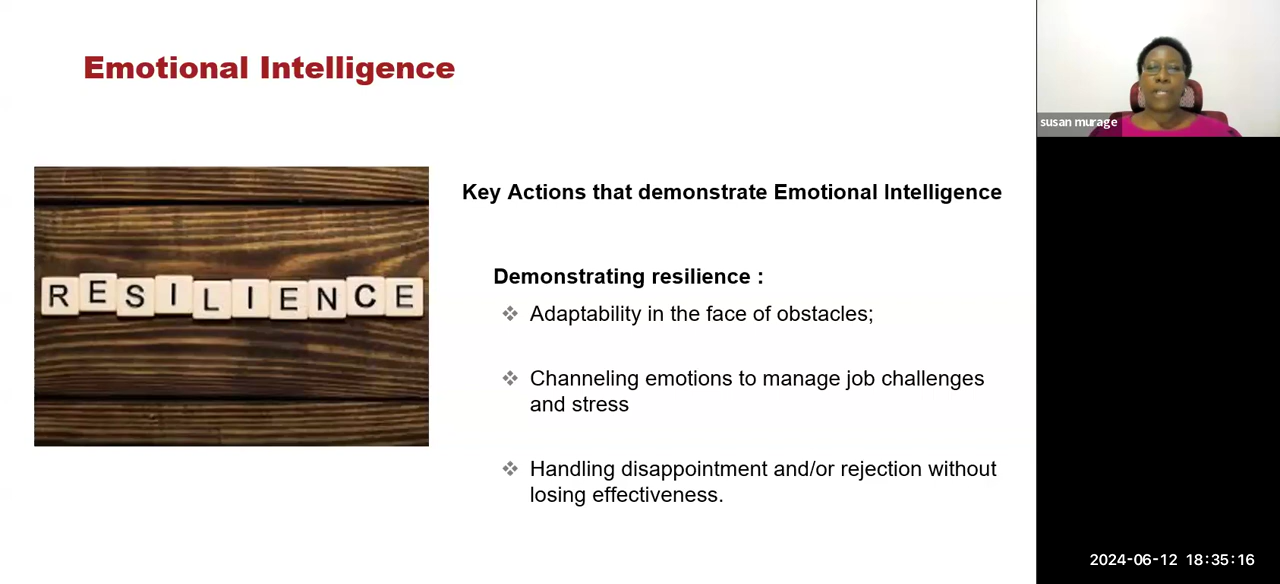 Emotional Intelligence
susan murage
RESILIENCE
Key Actions that demonstrate Emotional Intelligence
Demonstrating resilience :
❖ Adaptability in the face of obstacles;
❖ Channeling emotions to manage job challenges
and stress
❖ Handling disappointment and/or rejection without
losing effectiveness.
2024-06-12 18:35:16